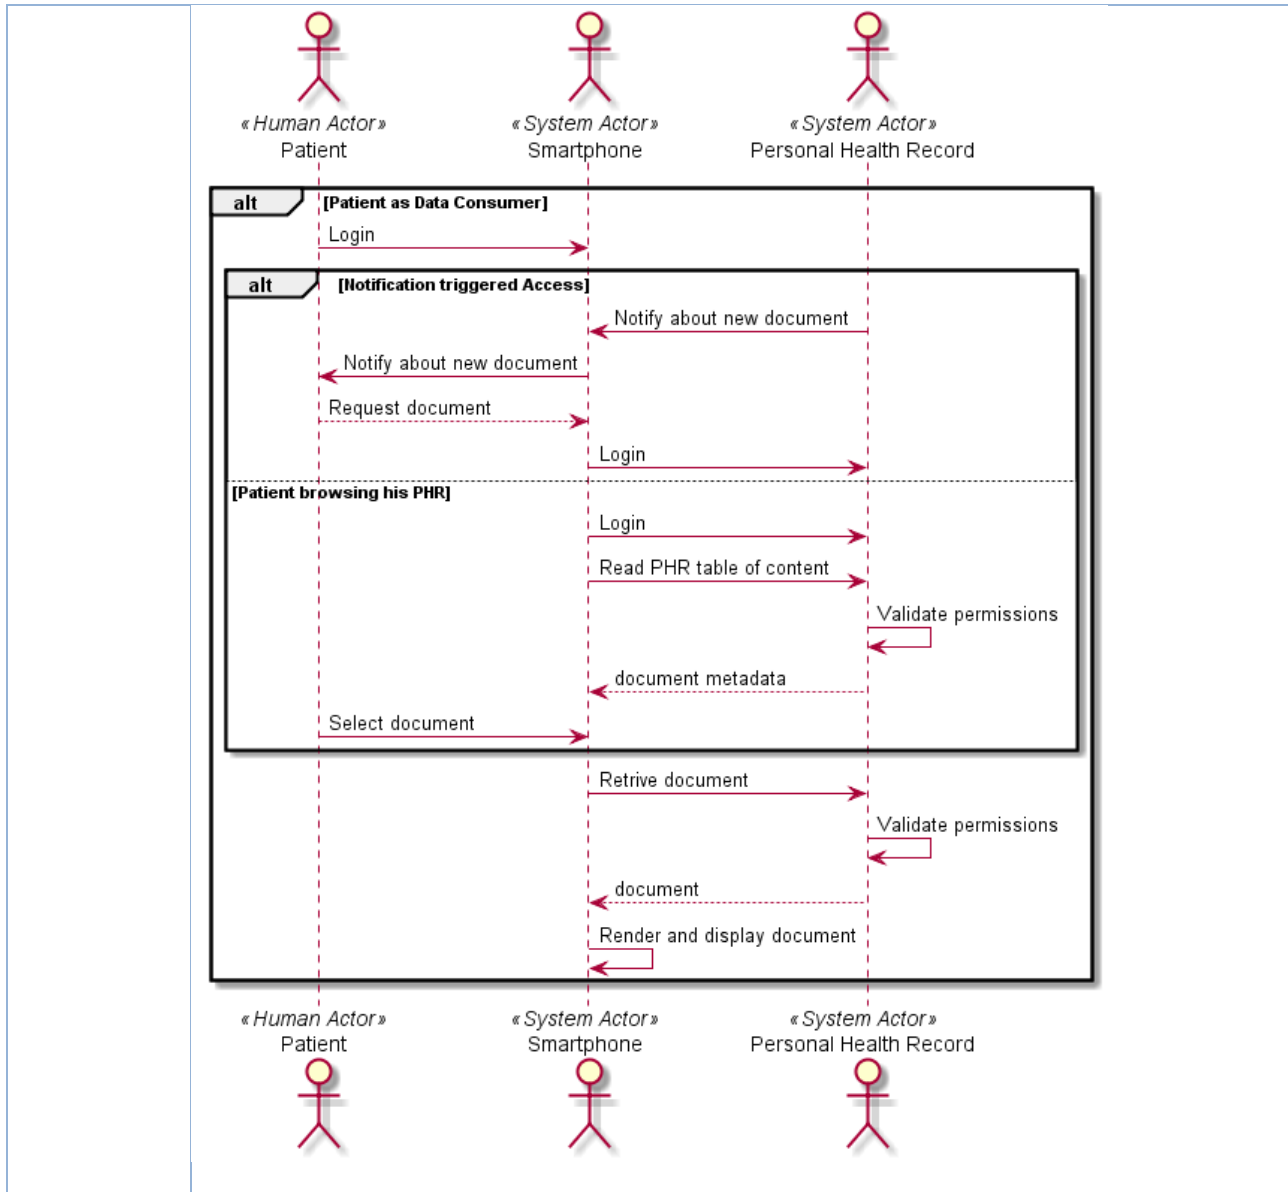 «Human Actor» «System Actor» «System Actor»
Patient Smartphone Personal Health Record
alt [Patient as Data Consumer]
Login
alt [Notification triggered Access]
Notify about new document
Notify about new document
Request document
Login
[Patient browsing his PHR]
Login
Read PHR table of content
Validate permissions
document metadata
Select document
Retrive document
Validate permissions
document
Render and display document
«Human Actor» «System Actor» «System Actor»
Patient Smartphone Personal Health Record